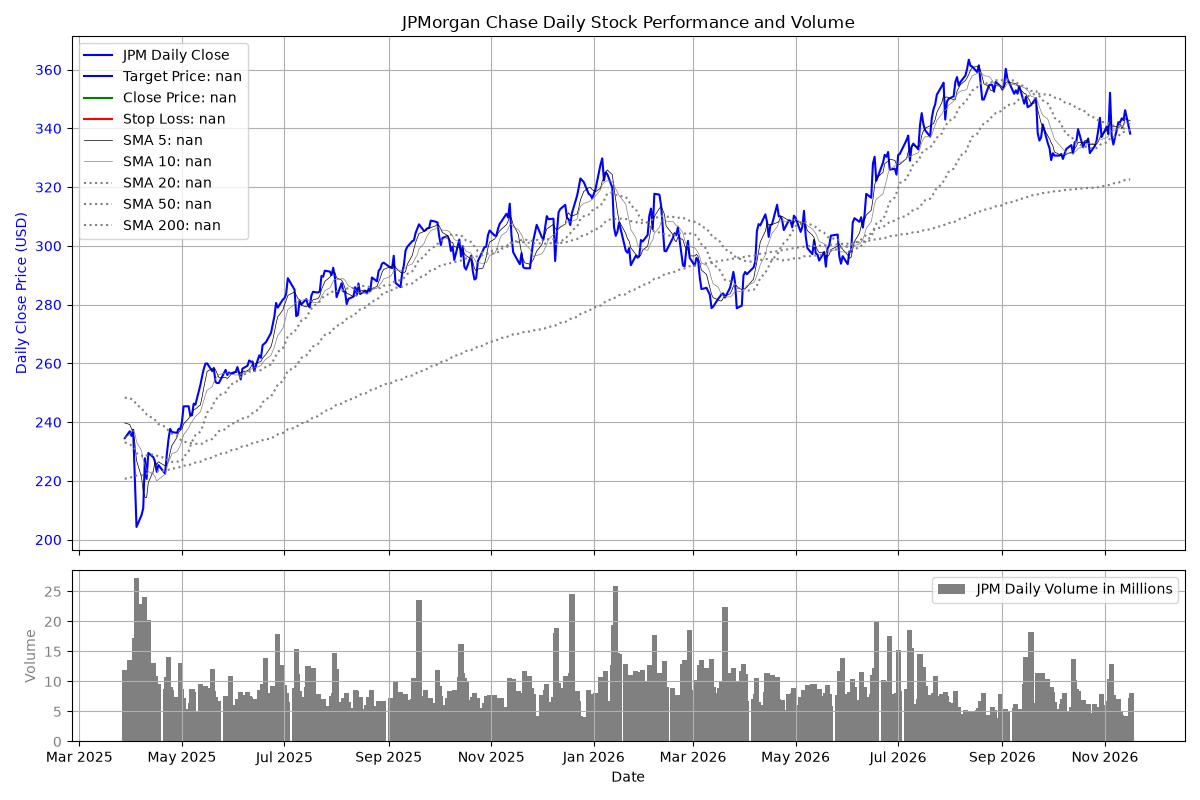 JPMorgan Chase Daily Stock Performance and Volume
JPM Daily Close
Target Price: nan
Close Price: nan
Stop Loss: nan
SMA 5: nan
SMA 10: nan
SMA 20: nan
SMA 50: nan
SMA 200: nan
Daily Close Price (USD)
360
340
320
300
280
260
240
220
200
JPM Daily Volume in Millions
Volume
25
20
15
10
5
0
Mar 2025 May 2025 Jul 2025 Sep 2025 Nov 2025 Jan 2026 Mar 2026 May 2026 Jul 2026 Sep 2026 Nov 2026
Date